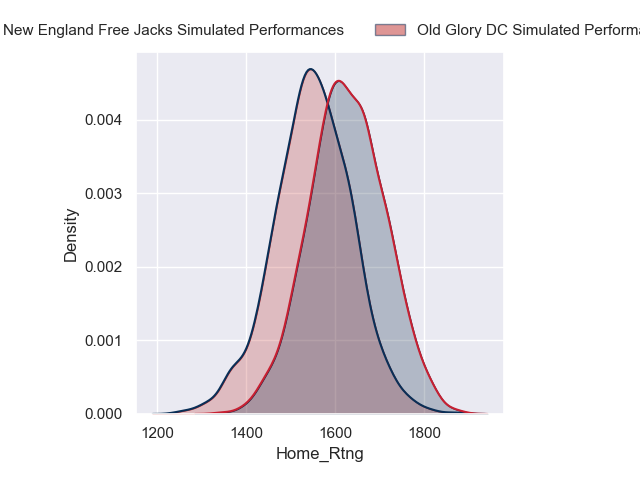 New England Free Jacks Simulated Performances
Old Glory DC Simulated
0.004
0.003
0.002
0.001
0.000
Density
1200 1400 1600 1800
Home_Rtng